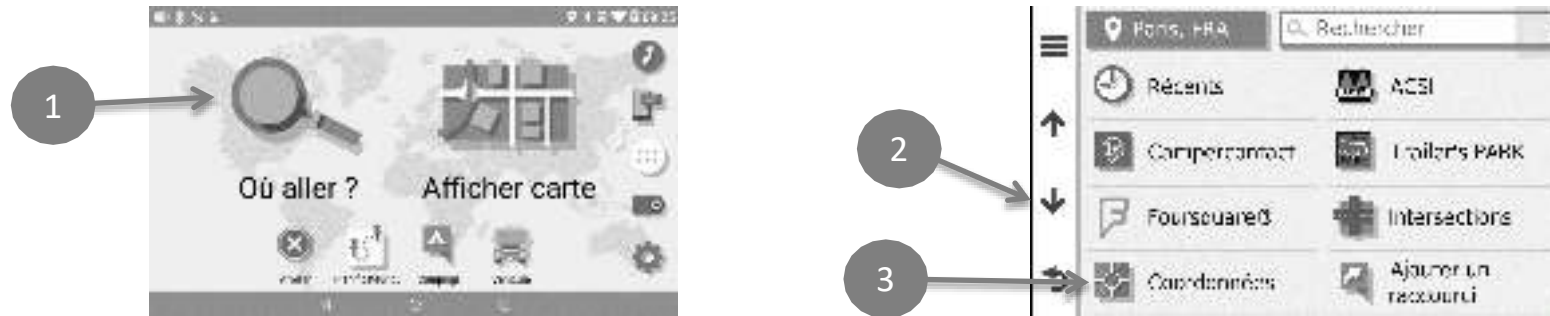 1
Où aller ?
Afficher carte
2
3
Paris, FRA
Rechercher
Récents
ACSI
Campercontact
Trailer's PARK
Foursquare®
Intersections
Coordonnées
Ajouter un
raccourci